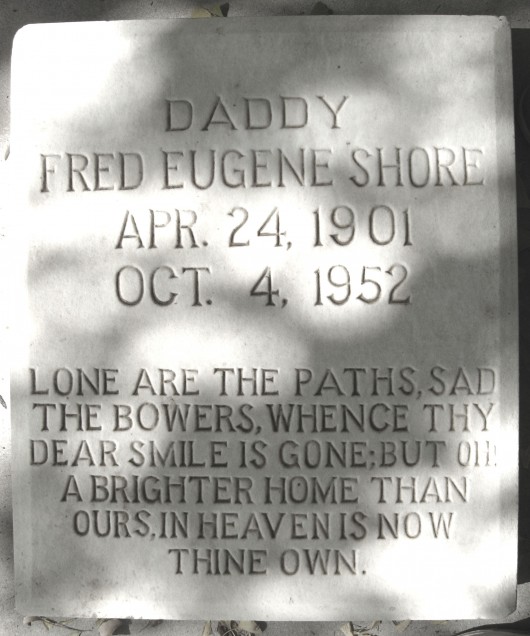 DADDY
FRED EUGENE SHORE
APR. 24, 1901
OCT. 4, 1952
LONE ARE THE PATHS, SAD
THE BOWERS, WHENCE THY
DEAR SMILE IS GONE; BUT OH!
A BRIGHTER HOME THAN
OURS, IN HEAVEN IS NOW
THINE OWN.